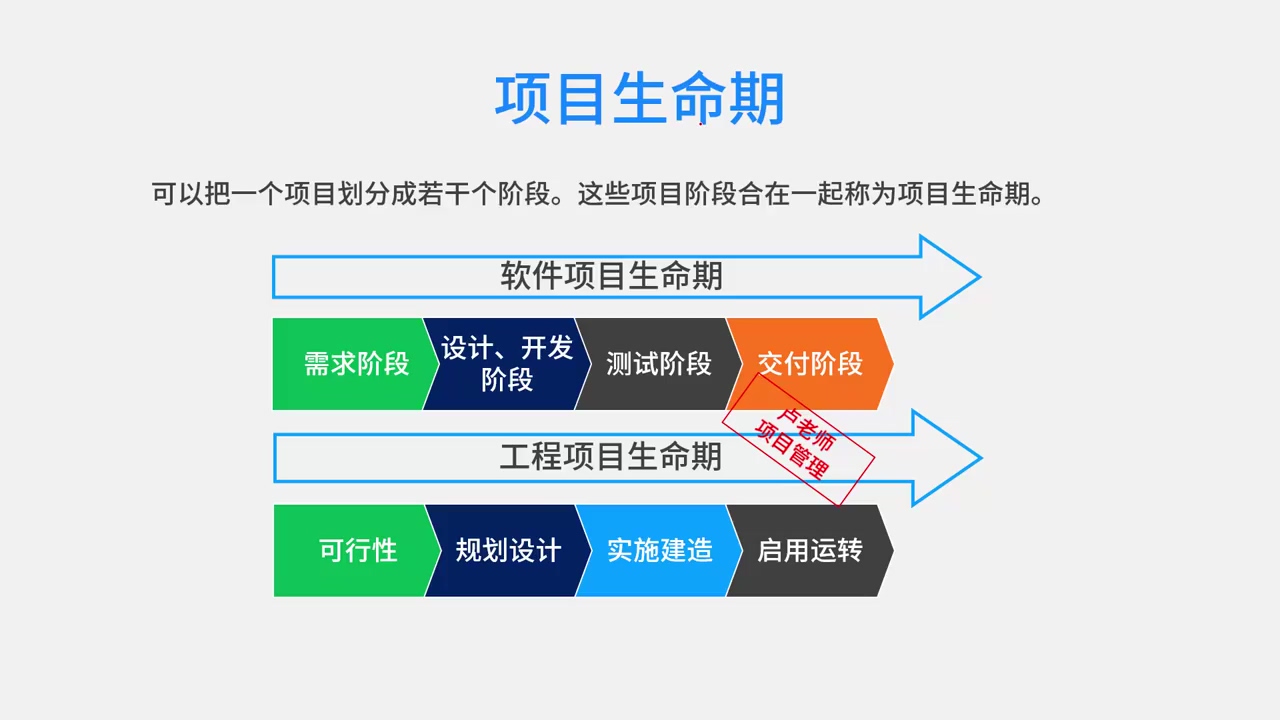 项目生命期
可以把一个项目划分成若干个阶段。这些项目阶段合在一起称为项目生命期。
软件项目生命期
需求阶段
设计、开发
阶段
测试阶段
交付阶段
卢老师
项目管理
工程项目生命期
可行性
规划设计
实施建造
启用运转